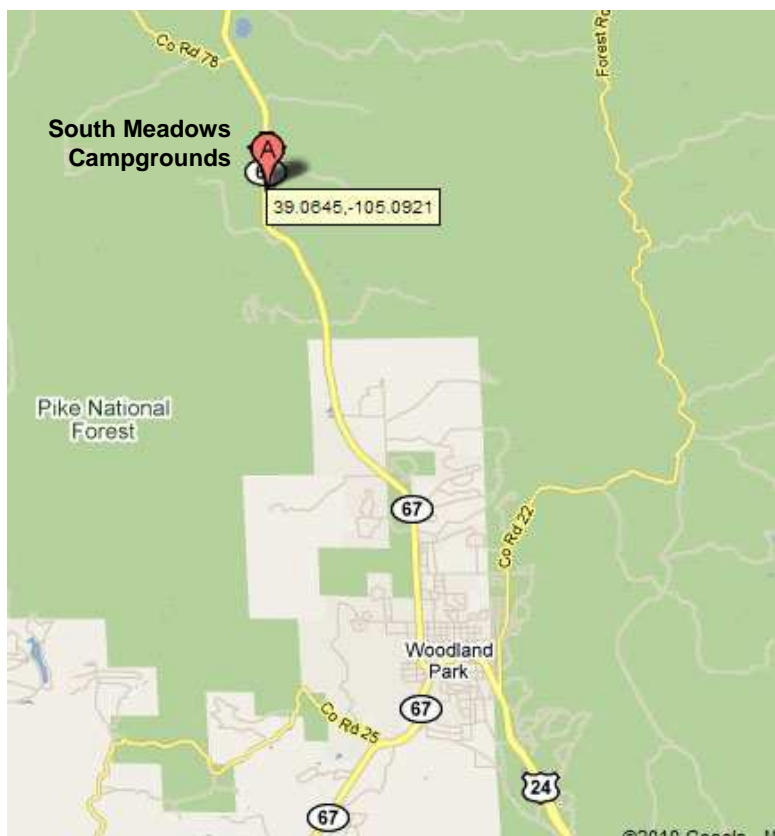 Co Rd 78
Forest Rd
South Meadows
Campgrounds
A
39.0645,-105.0921
Pike National
Forest
67
Co Rd 22
Woodland
Park
67
Co Rd 25
24
67
©2010 Google